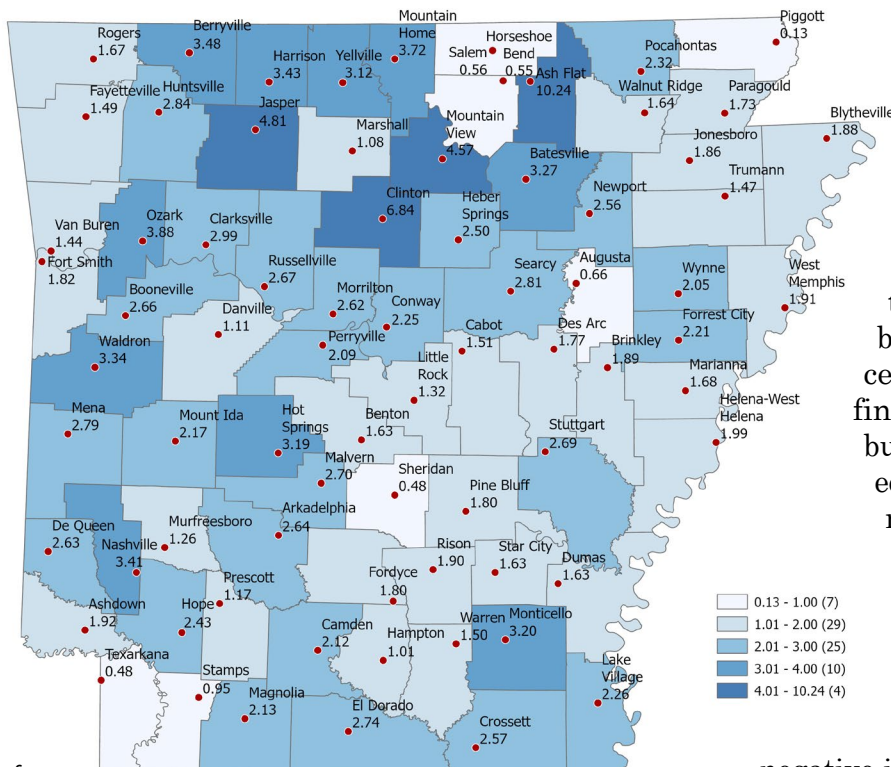 Mountain
Home
3.72
Piggott
0.13
Rogers
1.67
Berryville
3.48
Harrison
3.43
Yellville
3.12
Horseshoe
Bend
0.55
Salem
0.56
Ash Flat
10.24
Pocahontas
2.32
Fayetteville
1.49
Huntsville
2.84
Jasper
4.81
Marshall
1.08
Mountain
View
4.57
Walnut Ridge
1.64
Paragould
1.73
Blytheville
1.88
Batesville
3.27
Jonesboro
1.86
Trumann
1.47
Newport
2.56
Van Buren
1.44
Fort Smith
1.82
Ozark
3.88
Clarksville
2.99
Clinton
6.84
Heber
Springs
2.50
Russellville
2.67
Searcy
2.81
Augusta
0.66
Wynne
2.05
West
Memphis
1.91
Booneville
2.66
Danville
1.11
Morrilton
2.62
Conway
2.25
Forrest City
2.21
Waldron
3.34
Perryville
2.09
Cabot
1.51
Des Arc
1.77
Brinkley
1.89
Little
Rock
1.32
Marianna
1.68
Helena-West
Helena
1.99
Mena
2.79
Mount Ida
2.17
Hot
Springs
3.19
Benton
1.63
Stuttgart
2.69
Malvern
2.70
Sheridan
0.48
Pine Bluff
1.80
De Queen
2.63
Nashville
3.41
Murfreesboro
1.26
Arkadelphia
2.64
Rison
1.90
Star City
1.63
Dumas
1.63
Prescott
1.17
Fordyce
1.80
Ashdown
1.92
Hope
2.43
Camden
2.12
Hampton
1.01
Warren
1.50
Monticello
3.20
Texarkana
0.48
Stamps
0.95
Magnolia
2.13
El Dorado
2.74
Crossett
2.57
Lake
Village
2.26
0.13 - 1.00 (7)
1.01 - 2.00 (29)
2.01 - 3.00 (25)
3.01 - 4.00 (10)
4.01 - 10.24 (4)
ce
fin
bu